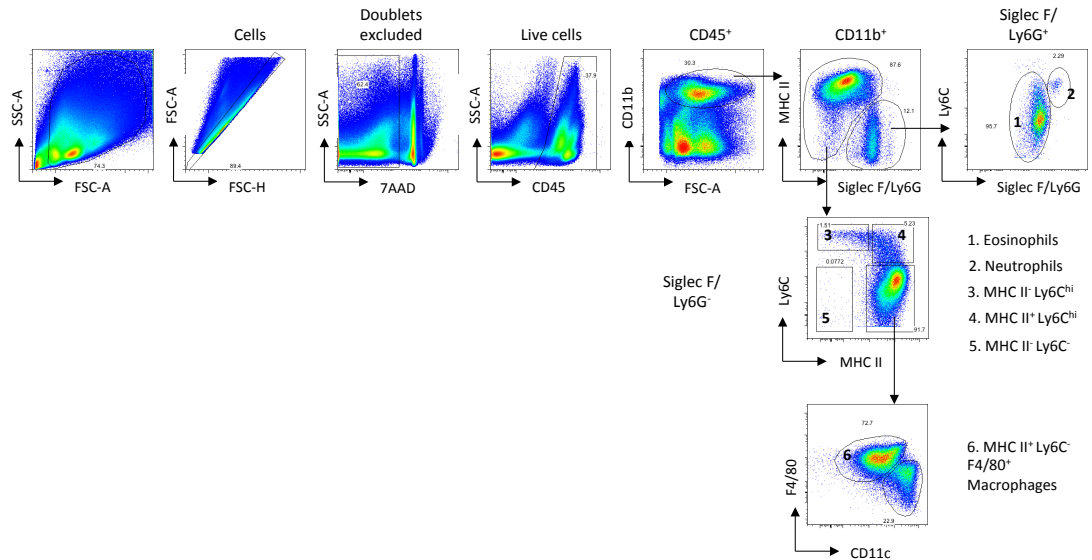 Cells
Doublets
excluded
Live cells
CD45⁺
CD11b⁺
Siglec F/
Ly6G⁺
SSC-A
74.3
FSC-A
FSC-A
89.4
FSC-H
SSC-A
67.4
7AAD
SSC-A
37.9
CD45
CD11b
30.3
FSC-A
MHC II
87.6
12.1
Siglec F/Ly6G
Ly6C
2.29
95.7
1
2
Siglec F/Ly6G
Siglec F/
Ly6G⁻
Ly6C
1.51
3
5.23
4
0.0772
5
91.7
MHC II
1. Eosinophils
2. Neutrophils
3. MHC II⁻ Ly6Cʰⁱ
4. MHC II⁺ Ly6Cʰⁱ
5. MHC II⁻ Ly6C⁻
F4/80
72.7
6
22.9
CD11c
6. MHC II⁺ Ly6C⁻
F4/80⁺
Macrophages